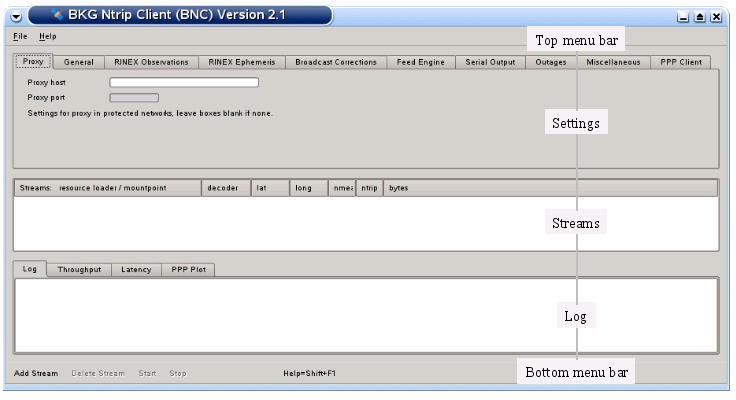 BKG Ntrip Client (BNC) Version 2.1
File Help
Top menu bar
Proxy General RINEX Observations RINEX Ephemeris Broadcast Corrections Feed Engine Serial Output Outages Miscellaneous PPP Client
Proxy host
Proxy port
Settings for proxy in protected networks, leave boxes blank if none.
Settings
Streams: resource loader / mountpoint decoder lat long nmea ntrip bytes
Streams
Log Throughput Latency PPP Plot
Log
Add Stream Delete Stream Start Stop Help=Shift+F1
Bottom menu bar